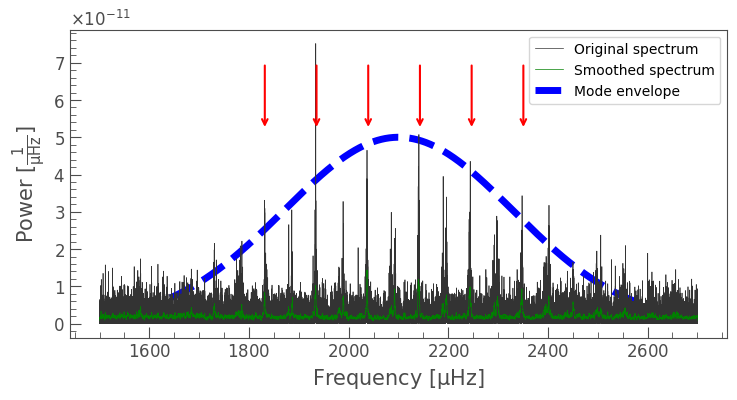 ×10⁻¹¹
Original spectrum
Smoothed spectrum
Mode envelope
7
6
5
4
3
2
1
0
Power [1/μHz]
1600 1800 2000 2200 2400 2600
Frequency [μHz]